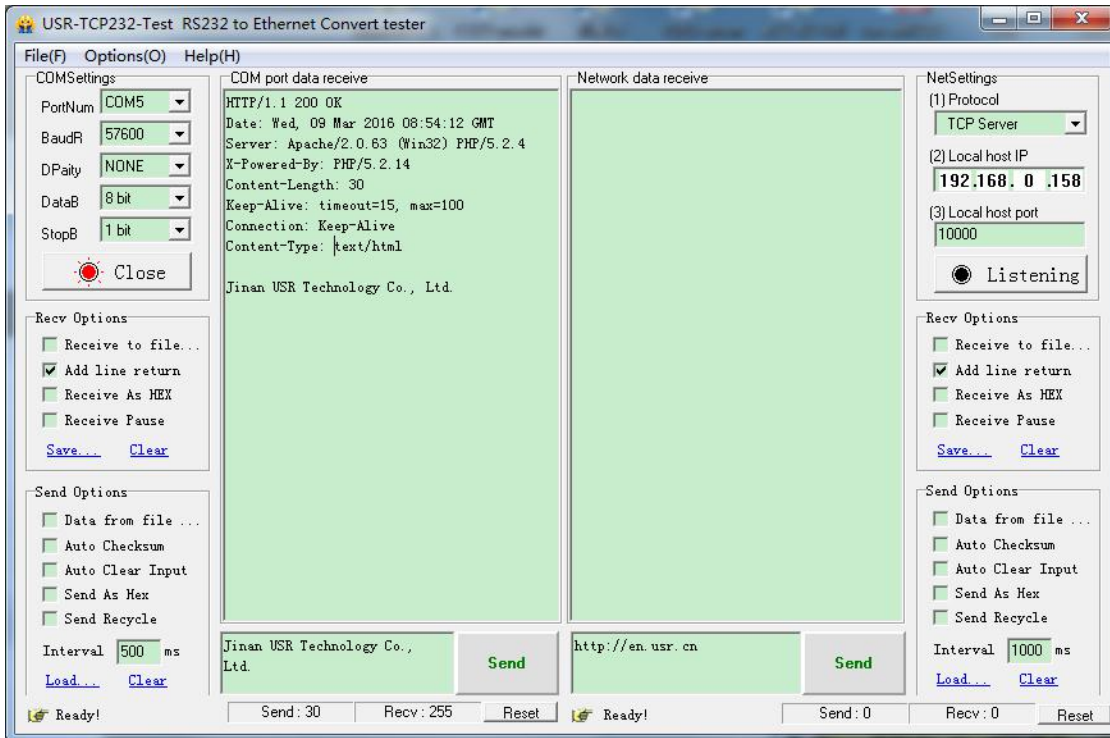 USR-TCP232-Test RS232 to Ethernet Convert tester
File(F) Options(O) Help(H)
COMSettings
PortNum COM5
BaudR 57600
DPaity NONE
DataB 8 bit
StopB 1 bit
Close
Recv Options
Receive to file...
Add line return
Receive As HEX
Receive Pause
Save... Clear
Send Options
Data from file ...
Auto Checksum
Auto Clear Input
Send As Hex
Send Recycle
Interval 500 ms
Load... Clear
COM port data receive
HTTP/1.1 200 OK
Date: Wed, 09 Mar 2016 08:54:12 GMT
Server: Apache/2.0.63 (Win32) PHP/5.2.4
X-Powered-By: PHP/5.2.14
Content-Length: 30
Keep-Alive: timeout=15, max=100
Connection: Keep-Alive
Content-Type: text/html
Jinan USR Technology Co., Ltd.
Jinan USR Technology Co.,
Ltd.
Send
Network data receive
http://en.usr.cn
Send
NetSettings
(1) Protocol
TCP Server
(2) Local host IP
192.168. 0 .158
(3) Local host port
10000
Listening
Recv Options
Receive to file...
Add line return
Receive As HEX
Receive Pause
Save... Clear
Send Options
Data from file ...
Auto Checksum
Auto Clear Input
Send As Hex
Send Recycle
Interval 1000 ms
Load... Clear
Ready! Send : 30 Recv : 255 Reset Ready! Send : 0 Recv : 0 Reset